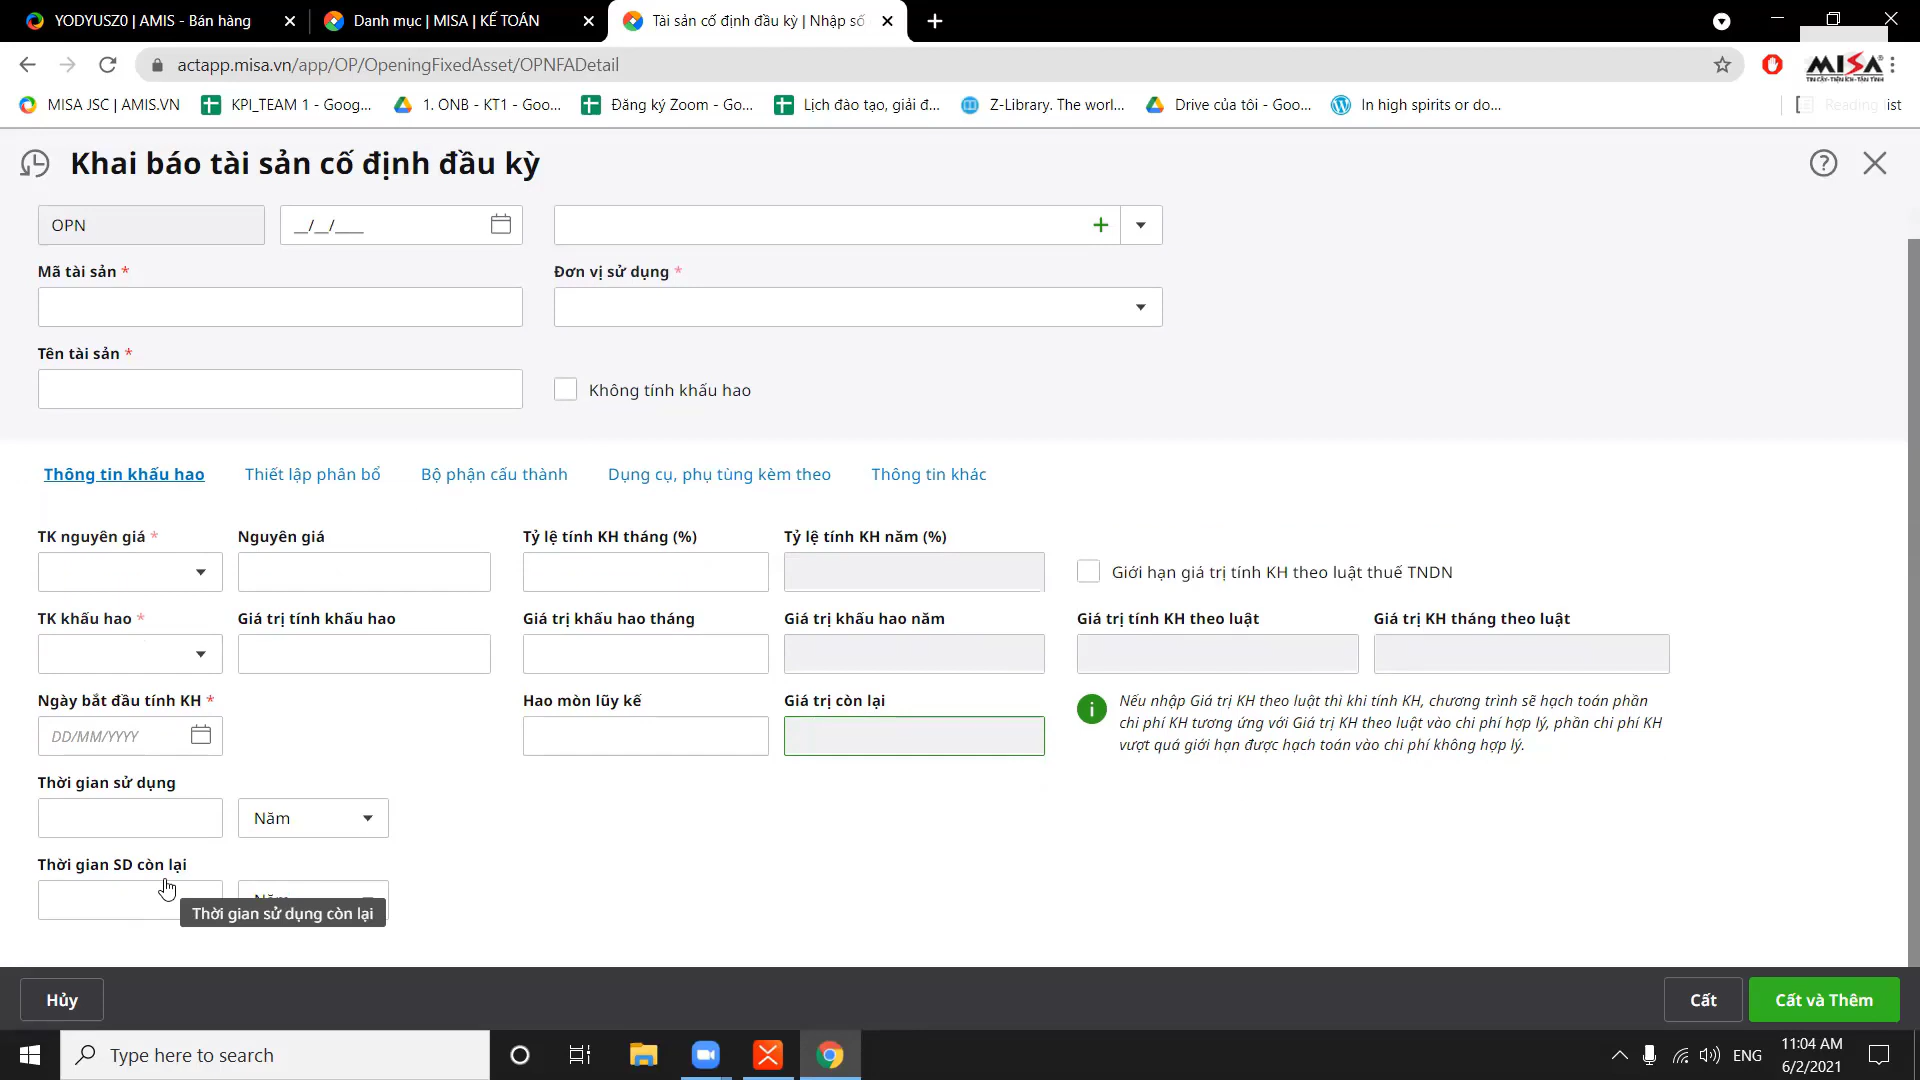 YODYUSZ0 | AMIS - Bán hàng
Danh mục | MISA | KẾ TOÁN
Tài sản cố định đầu kỳ | Nhập số
actapp.misa.vn/app/OP/OpeningFixedAsset/OPNFADetail
MISA
TIN CẬY - TIỆN ÍCH - TẬN TÌNH
MISA JSC | AMIS.VN
KPI_TEAM 1 - Goog...
1. ONB - KT1 - Goo...
Đăng ký Zoom - Go...
Lịch đào tạo, giải đ...
Z-Library. The worl...
Drive của tôi - Goo...
In high spirits or do...
Reading list
Khai báo tài sản cố định đầu kỳ
OPN
__/__/____
Mã tài sản *
Đơn vị sử dụng *
Tên tài sản *
Không tính khấu hao
Thông tin khấu hao
Thiết lập phân bổ
Bộ phận cấu thành
Dụng cụ, phụ tùng kèm theo
Thông tin khác
TK nguyên giá *
Nguyên giá
Tỷ lệ tính KH tháng (%)
Tỷ lệ tính KH năm (%)
Giới hạn giá trị tính KH theo luật thuế TNDN
TK khấu hao *
Giá trị tính khấu hao
Giá trị khấu hao tháng
Giá trị khấu hao năm
Giá trị tính KH theo luật
Giá trị KH tháng theo luật
Ngày bắt đầu tính KH *
Hao mòn lũy kế
Giá trị còn lại
DD/MM/YYYY
Nếu nhập Giá trị KH theo luật thì khi tính KH, chương trình sẽ hạch toán phần
chi phí KH tương ứng với Giá trị KH theo luật vào chi phí hợp lý, phần chi phí KH
vượt quá giới hạn được hạch toán vào chi phí không hợp lý.
Thời gian sử dụng
Năm
Thời gian SD còn lại
Năm
Thời gian sử dụng còn lại
Hủy
Cất
Cất và Thêm
Type here to search
ENG
11:04 AM
6/2/2021